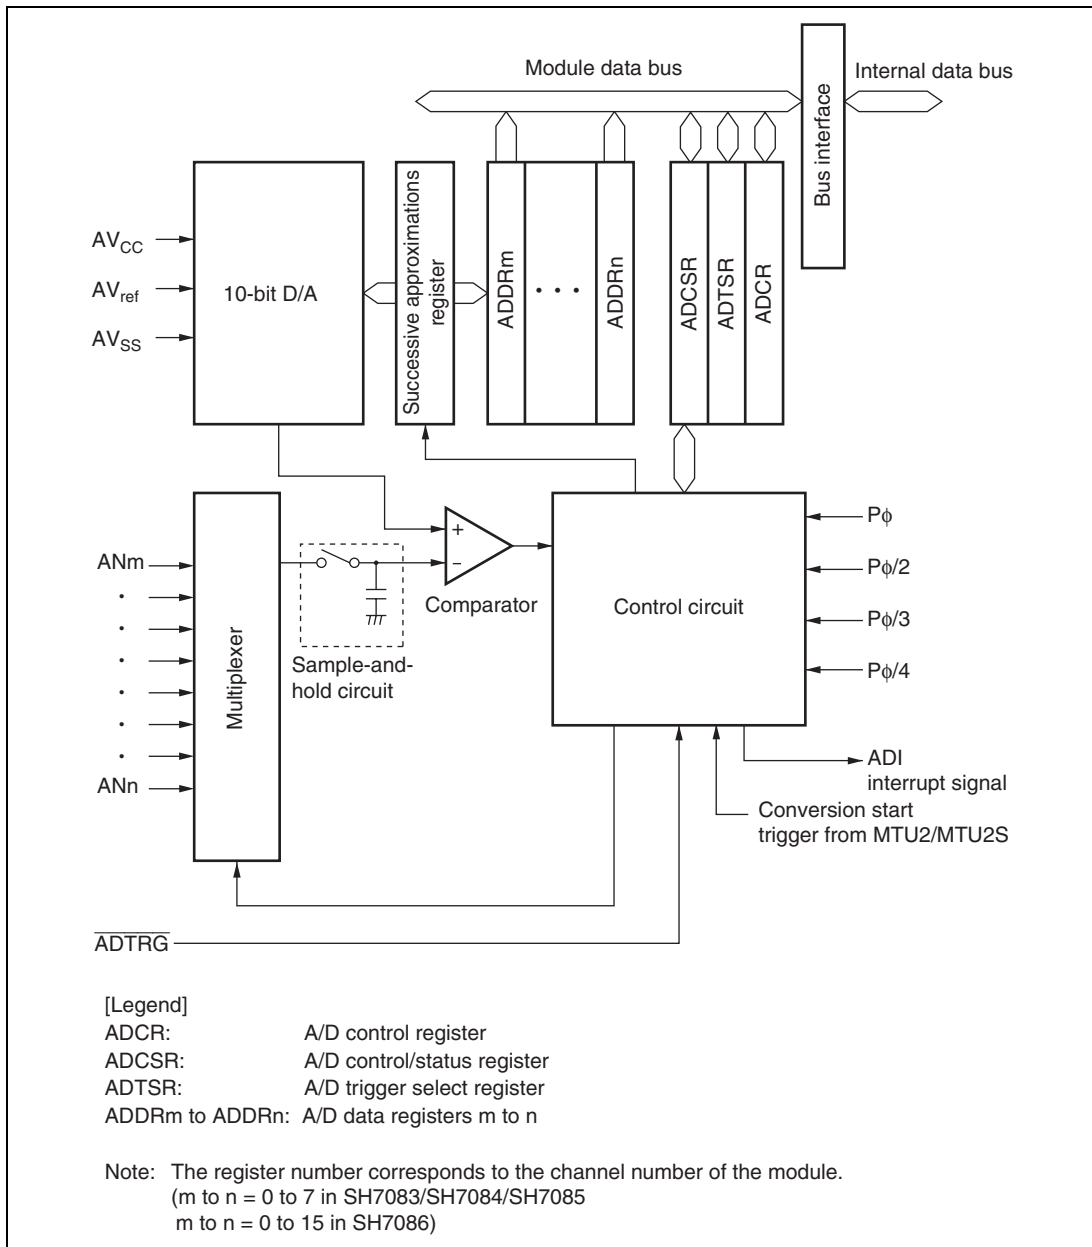 Module data bus
Internal data bus
Bus interface
AVCC
AVref
AVSS
10-bit D/A
Successive approximations
register
ADDRm
• • •
ADDRn
ADCSR
ADTSR
ADCR
ANm
•
•
•
•
•
•
ANn
Multiplexer
Sample-and-
hold circuit
+
−
Comparator
Control circuit
Pϕ
Pϕ/2
Pϕ/3
Pϕ/4
ADI
interrupt signal
Conversion start
trigger from MTU2/MTU2S
ADTRG
[Legend]
ADCR: A/D control register
ADCSR: A/D control/status register
ADTSR: A/D trigger select register
ADDRm to ADDRn: A/D data registers m to n
Note: The register number corresponds to the channel number of the module.
(m to n = 0 to 7 in SH7083/SH7084/SH7085
m to n = 0 to 15 in SH7086)